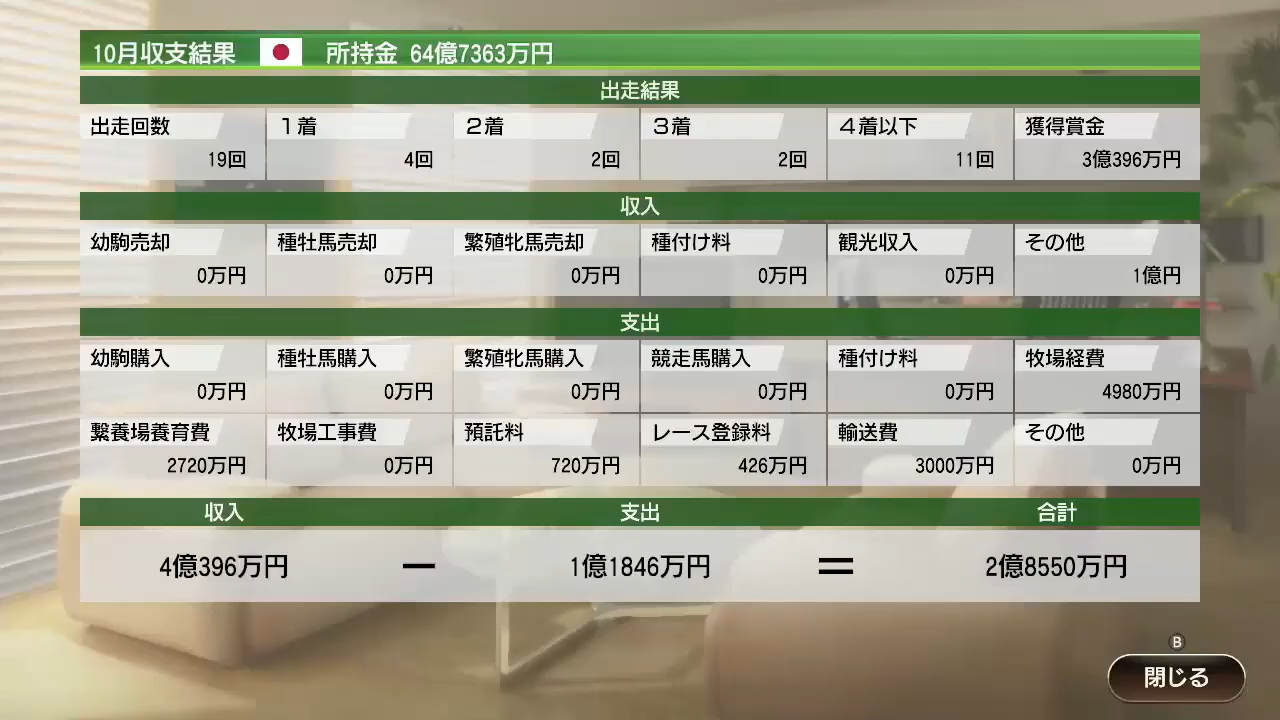 10月収支結果 所持金 64億7363万円
出走結果
出走回数 1着 2着 3着 4着以下 獲得賞金
19回 4回 2回 2回 11回 3億396万円
収入
幼駒売却 種牡馬売却 繁殖牝馬売却 種付け料 観光収入 その他
0万円 0万円 0万円 0万円 0万円 1億円
支出
幼駒購入 種牡馬購入 繁殖牝馬購入 競走馬購入 種付け料 牧場経費
0万円 0万円 0万円 0万円 0万円 4980万円
繋養場養育費 牧場工事費 預託料 レース登録料 輸送費 その他
2720万円 0万円 720万円 426万円 3000万円 0万円
収入 支出 合計
4億396万円 － 1億1846万円 ＝ 2億8550万円
B
閉じる